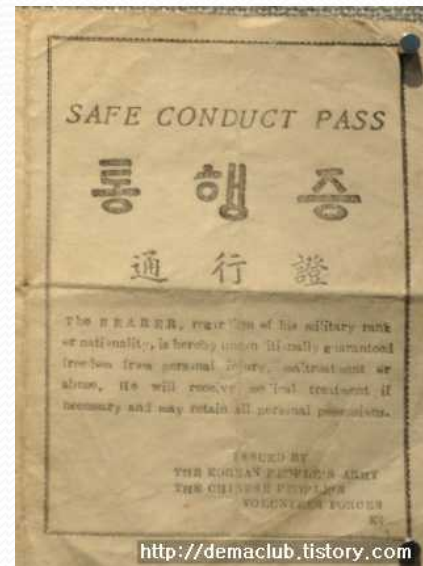 SAFE CONDUCT PASS
통행증
通行證
The BEARER, regardless of his military rank
or nationality, is hereby unconditionally guaranteed
freedom from personal injury, maltreatment or
abuse. He will receive medical treatment if
necessary and may retain all personal possessions.
ISSUED BY
THE KOREAN PEOPLE'S ARMY
THE CHINESE PEOPLE'S
VOLUNTEER FORCES
http://demaclub.tistory.com